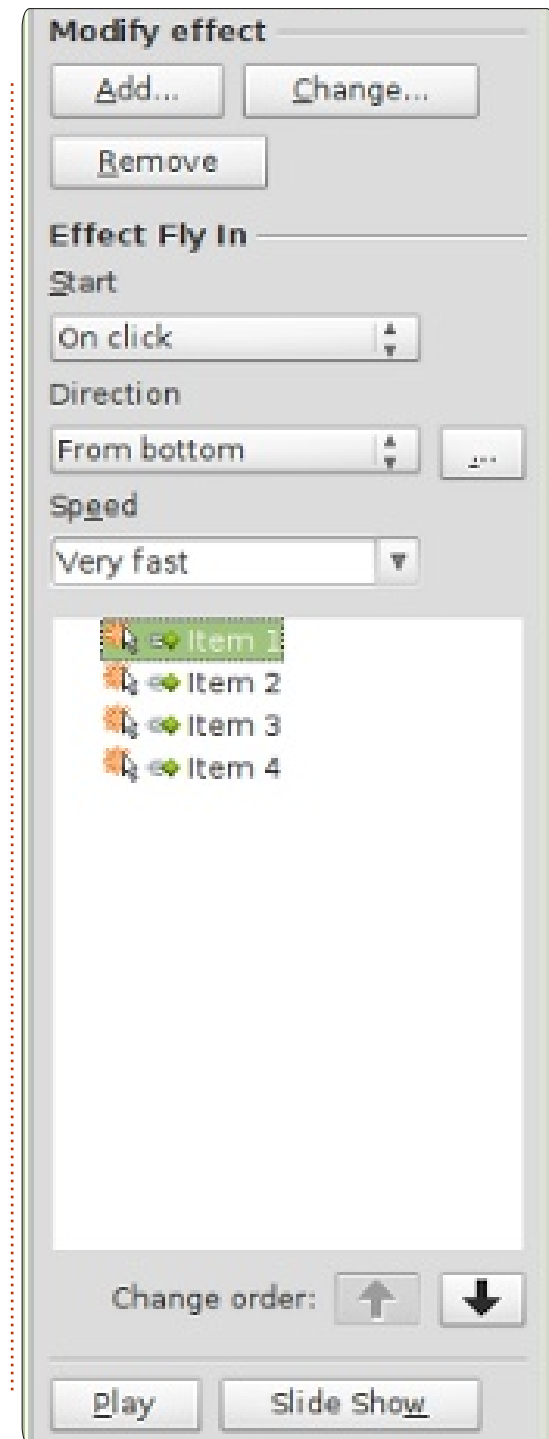 Modify effect
Add... Change...
Remove
Effect Fly In
Start
On click
Direction
From bottom ...
Speed
Very fast
Item 1
Item 2
Item 3
Item 4
Change order:
Play Slide Show